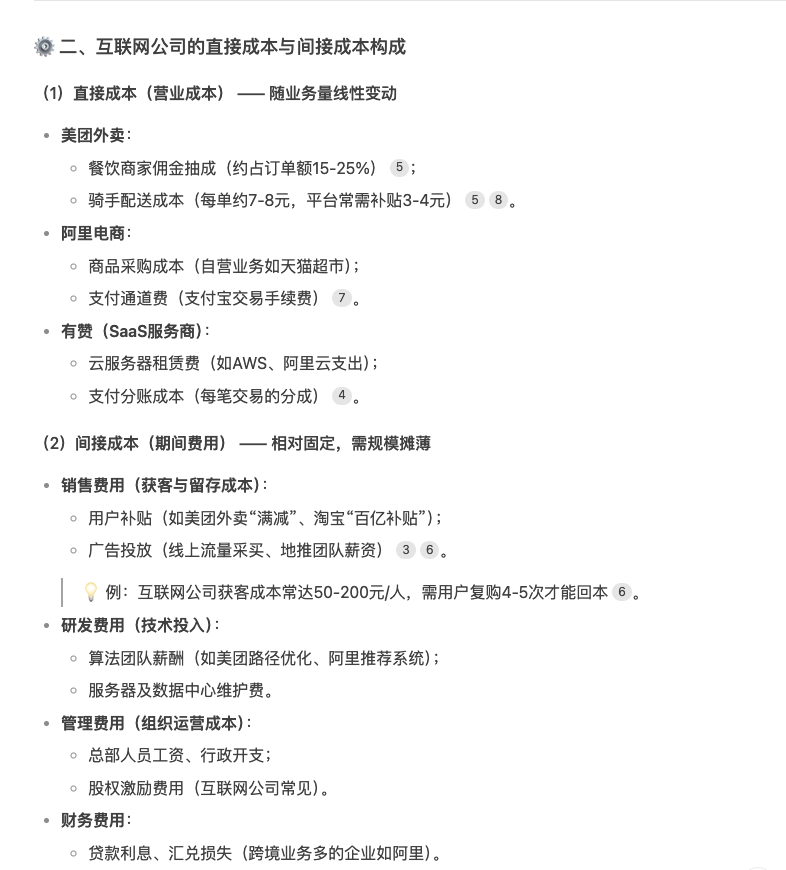 ⚙️ 二、互联网公司的直接成本与间接成本构成
（1）直接成本（营业成本） —— 随业务量线性变动
• 美团外卖：
◦ 餐饮商家佣金抽成（约占订单额15-25%） 5；
◦ 骑手配送成本（每单约7-8元，平台常需补贴3-4元） 5 8。
• 阿里电商：
◦ 商品采购成本（自营业务如天猫超市）；
◦ 支付通道费（支付宝交易手续费） 7。
• 有赞（SaaS服务商）：
◦ 云服务器租赁费（如AWS、阿里云支出）；
◦ 支付分账成本（每笔交易的分成） 4。
（2）间接成本（期间费用） —— 相对固定，需规模摊薄
• 销售费用（获客与留存成本）：
◦ 用户补贴（如美团外卖“满减”、淘宝“百亿补贴”）；
◦ 广告投放（线上流量采买、地推团队薪资） 3 6。
💡 例：互联网公司获客成本常达50-200元/人，需用户复购4-5次才能回本 6。
• 研发费用（技术投入）：
◦ 算法团队薪酬（如美团路径优化、阿里推荐系统）；
◦ 服务器及数据中心维护费。
• 管理费用（组织运营成本）：
◦ 总部人员工资、行政开支；
◦ 股权激励费用（互联网公司常见）。
• 财务费用：
◦ 贷款利息、汇兑损失（跨境业务多的企业如阿里）。